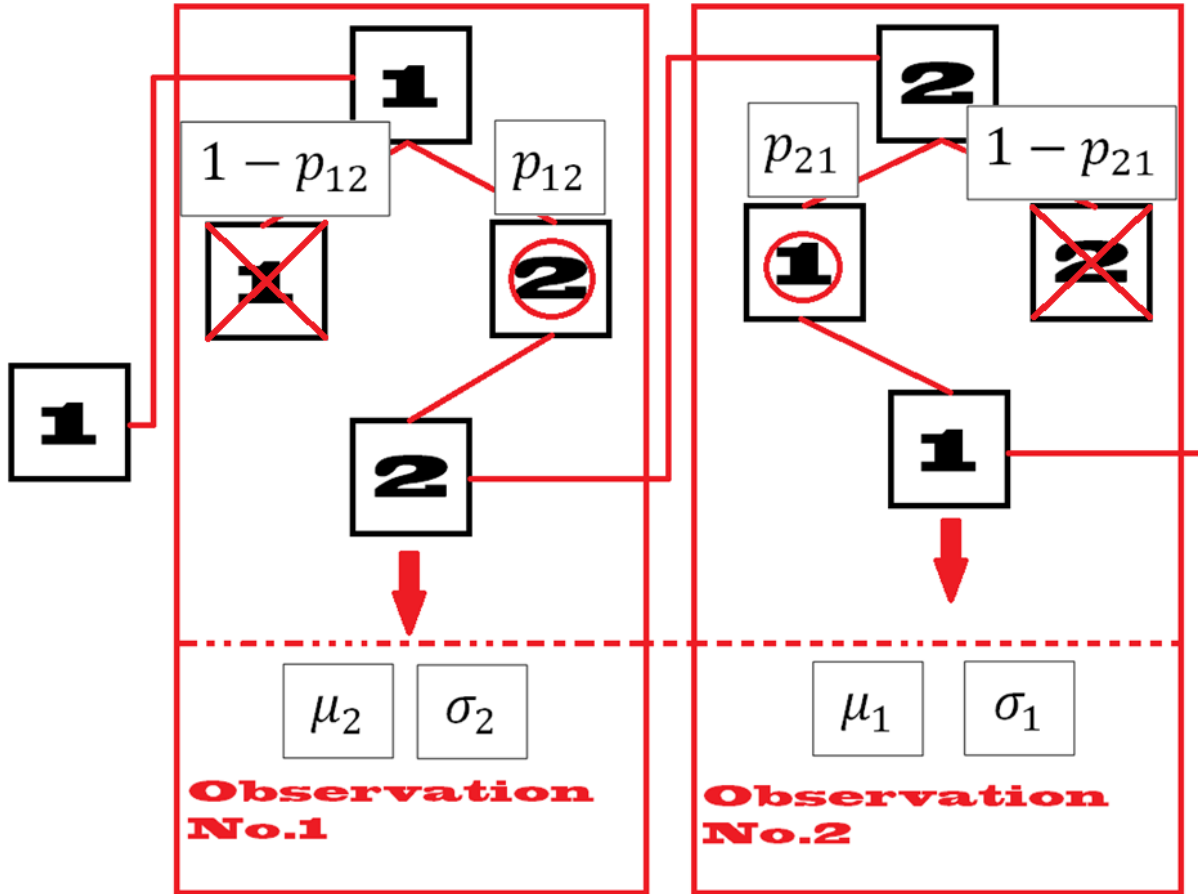 1
1
1 − p₁₂
p₁₂
1
2
2
μ₂
σ₂
Observation
No.1
2
p₂₁
1 − p₂₁
1
2
1
μ₁
σ₁
Observation
No.2